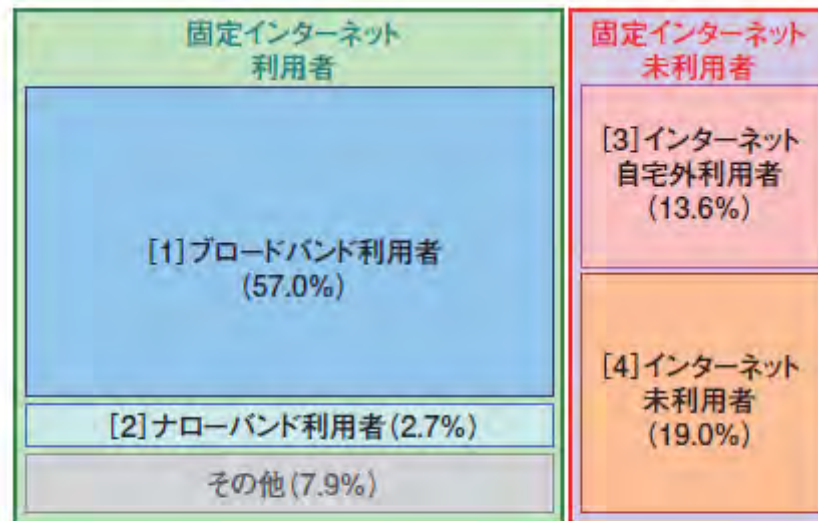 固定インターネット
利用者
[1]ブロードバンド利用者
(57.0%)
[2]ナローバンド利用者(2.7%)
その他(7.9%)
固定インターネット
未利用者
[3]インターネット
自宅外利用者
(13.6%)
[4]インターネット
未利用者
(19.0%)